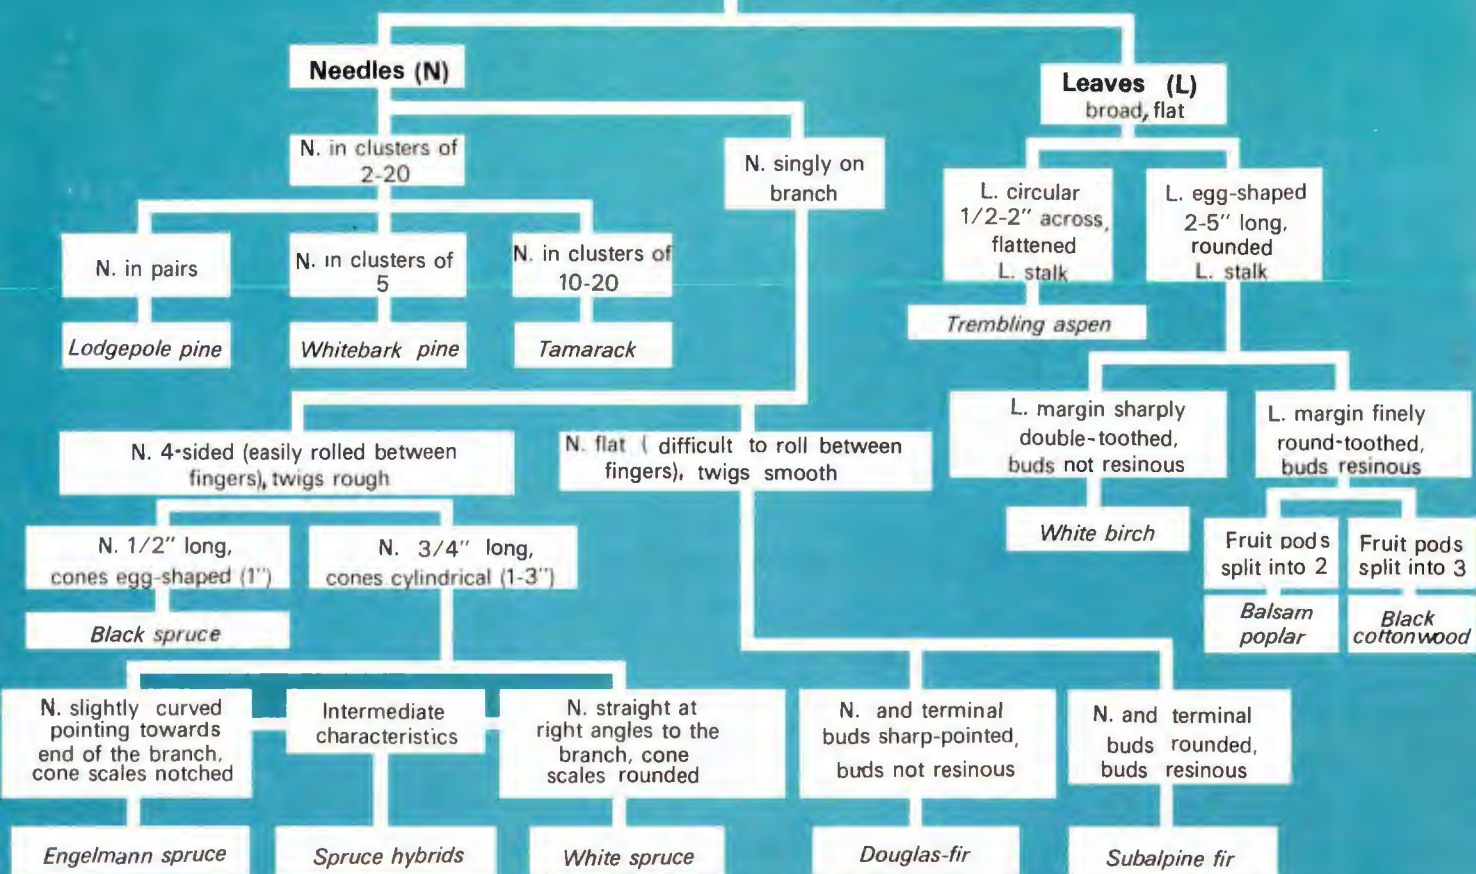 Needles (N)
Leaves (L)
broad, flat
N. in clusters of
2-20
N. singly on
branch
L. circular
1/2-2" across,
flattened
L. stalk
L. egg-shaped
2-5" long,
rounded
L. stalk
N. in pairs
N. in clusters of
5
N. in clusters of
10-20
Lodgepole pine
Whitebark pine
Tamarack
Trembling aspen
L. margin sharply
double-toothed,
buds not resinous
L. margin finely
round-toothed,
buds resinous
N. 4-sided (easily rolled between
fingers), twigs rough
N. flat ( difficult to roll between
fingers), twigs smooth
White birch
Fruit pods
split into 2
Fruit pods
split into 3
N. 1/2" long,
cones egg-shaped (1")
N. 3/4" long,
cones cylindrical (1-3")
Black spruce
Balsam
poplar
Black
cottonwood
N. slightly curved
pointing towards
end of the branch,
cone scales notched
Intermediate
characteristics
N. straight at
right angles to the
branch, cone
scales rounded
N. and terminal
buds sharp-pointed,
buds not resinous
N. and terminal
buds rounded,
buds resinous
Engelmann spruce
Spruce hybrids
White spruce
Douglas-fir
Subalpine fir